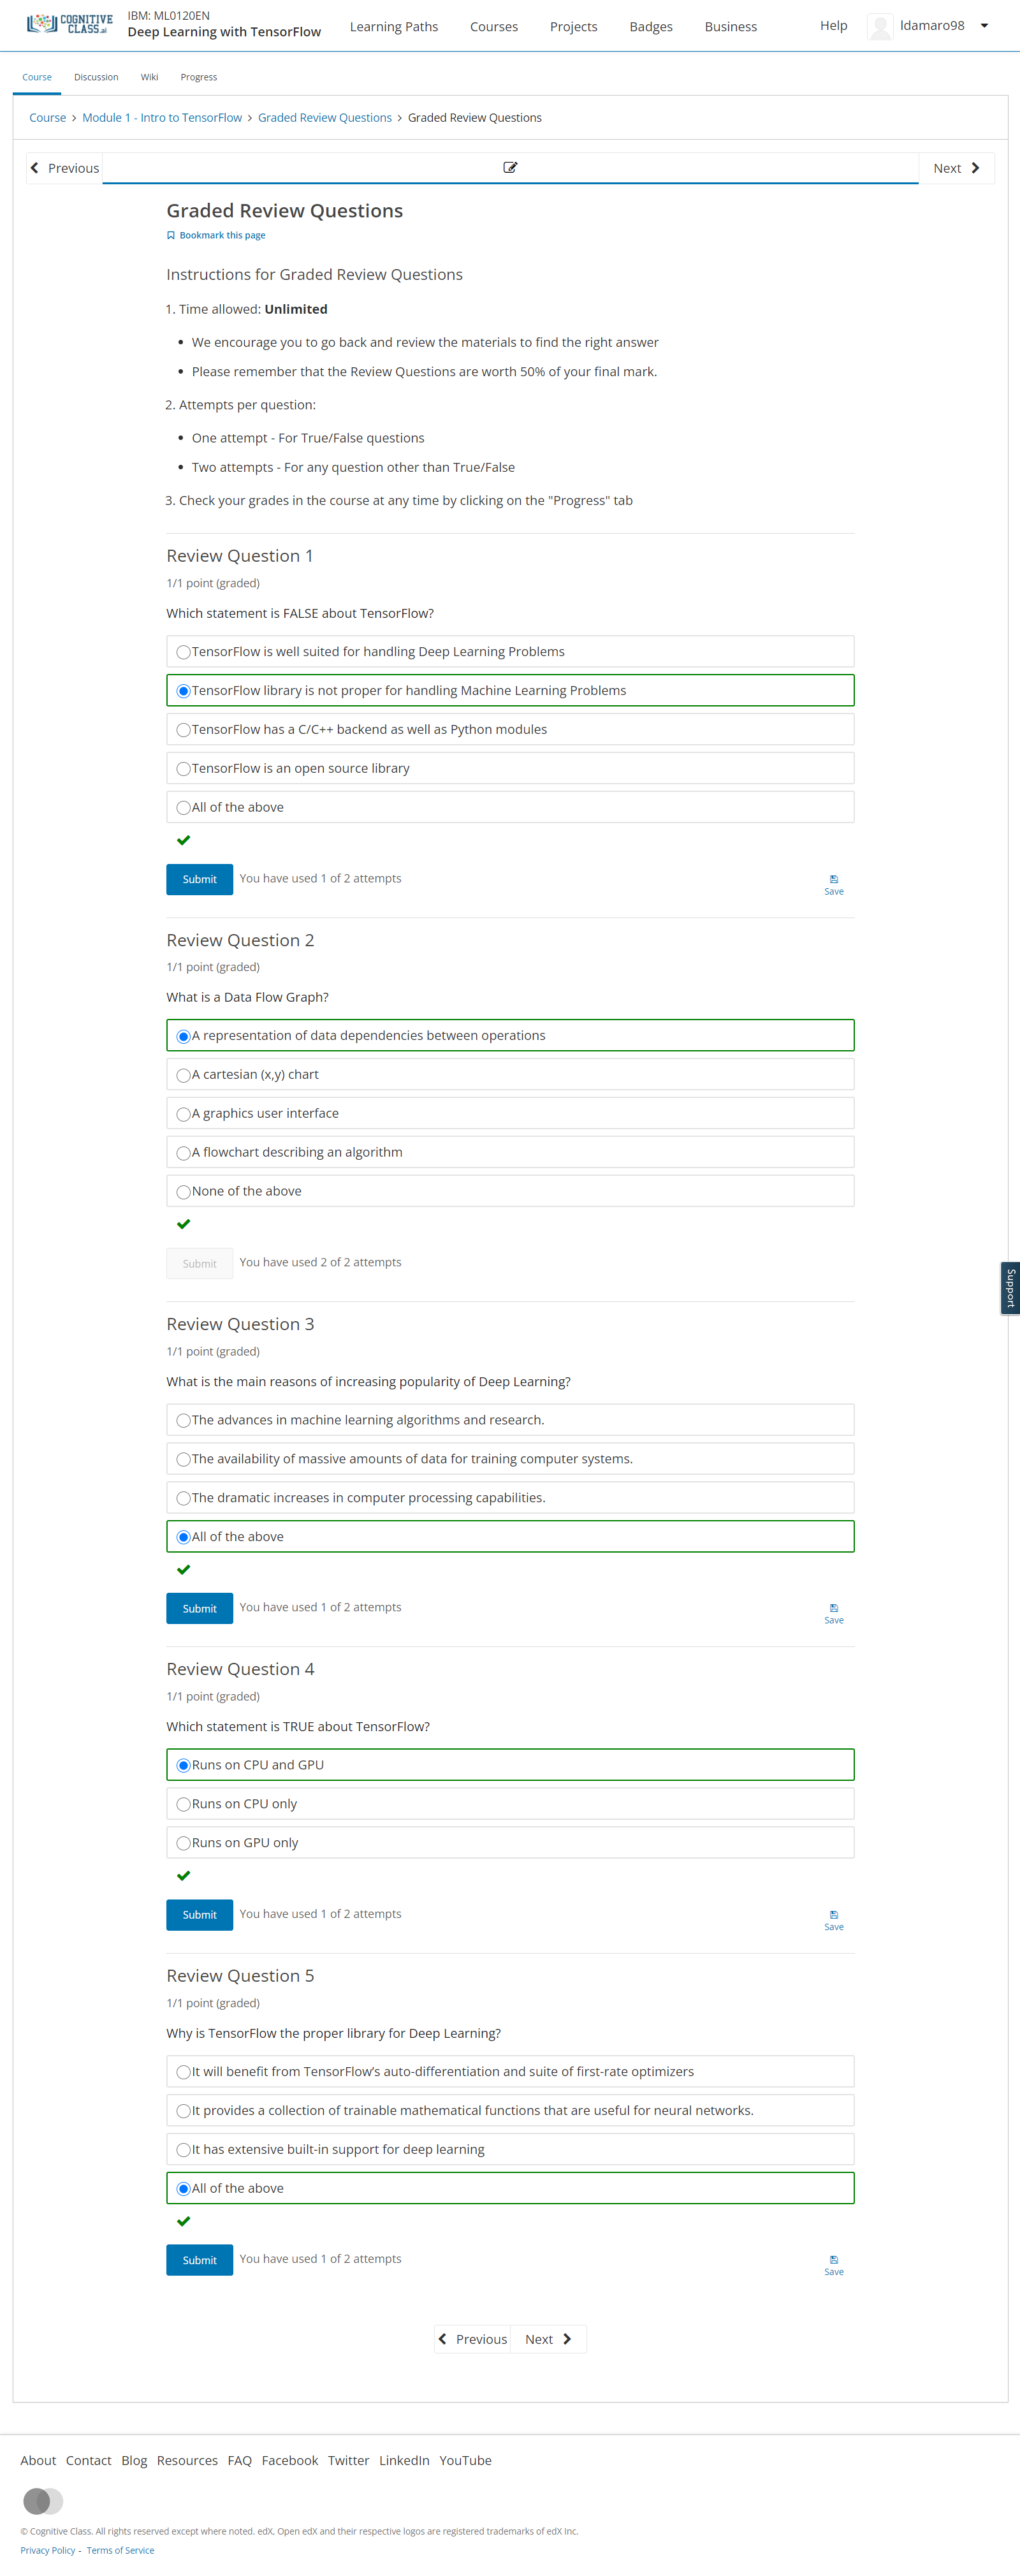 COGNITIVE
CLASS.ai
IBM: ML0120EN
Deep Learning with TensorFlow
Learning Paths
Courses
Projects
Badges
Business
Help
ldamaro98
Course
Discussion
Wiki
Progress
Course > Module 1 - Intro to TensorFlow > Graded Review Questions > Graded Review Questions
Previous
Next
Graded Review Questions
Bookmark this page
Instructions for Graded Review Questions
1. Time allowed: Unlimited
• We encourage you to go back and review the materials to find the right answer
• Please remember that the Review Questions are worth 50% of your final mark.
2. Attempts per question:
• One attempt - For True/False questions
• Two attempts - For any question other than True/False
3. Check your grades in the course at any time by clicking on the "Progress" tab
Review Question 1
1/1 point (graded)
Which statement is FALSE about TensorFlow?
TensorFlow is well suited for handling Deep Learning Problems
TensorFlow library is not proper for handling Machine Learning Problems
TensorFlow has a C/C++ backend as well as Python modules
TensorFlow is an open source library
All of the above
Submit
You have used 1 of 2 attempts
Save
Review Question 2
1/1 point (graded)
What is a Data Flow Graph?
A representation of data dependencies between operations
A cartesian (x,y) chart
A graphics user interface
A flowchart describing an algorithm
None of the above
Submit
You have used 2 of 2 attempts
Support
Review Question 3
1/1 point (graded)
What is the main reasons of increasing popularity of Deep Learning?
The advances in machine learning algorithms and research.
The availability of massive amounts of data for training computer systems.
The dramatic increases in computer processing capabilities.
All of the above
Submit
You have used 1 of 2 attempts
Save
Review Question 4
1/1 point (graded)
Which statement is TRUE about TensorFlow?
Runs on CPU and GPU
Runs on CPU only
Runs on GPU only
Submit
You have used 1 of 2 attempts
Save
Review Question 5
1/1 point (graded)
Why is TensorFlow the proper library for Deep Learning?
It will benefit from TensorFlow's auto-differentiation and suite of first-rate optimizers
It provides a collection of trainable mathematical functions that are useful for neural networks.
It has extensive built-in support for deep learning
All of the above
Submit
You have used 1 of 2 attempts
Save
Previous
Next
About Contact Blog Resources FAQ Facebook Twitter LinkedIn YouTube
© Cognitive Class. All rights reserved except where noted. edX, Open edX and their respective logos are registered trademarks of edX Inc.
Privacy Policy - Terms of Service